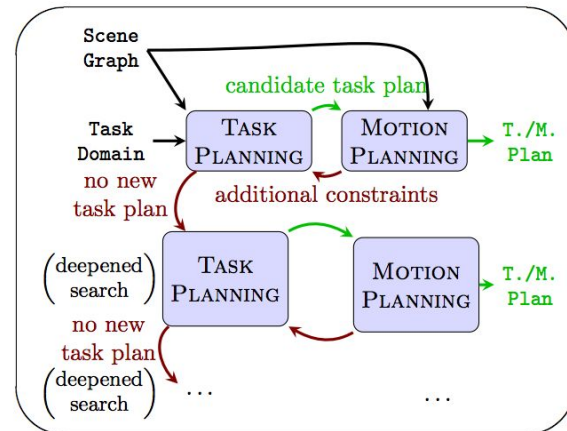 Scene
Graph
candidate task plan
Task
Domain
TASK
PLANNING
MOTION
PLANNING
T./M.
Plan
no new
task plan
additional constraints
(deepened
search)
TASK
PLANNING
MOTION
PLANNING
T./M.
Plan
no new
task plan
(deepened
search)
...
...